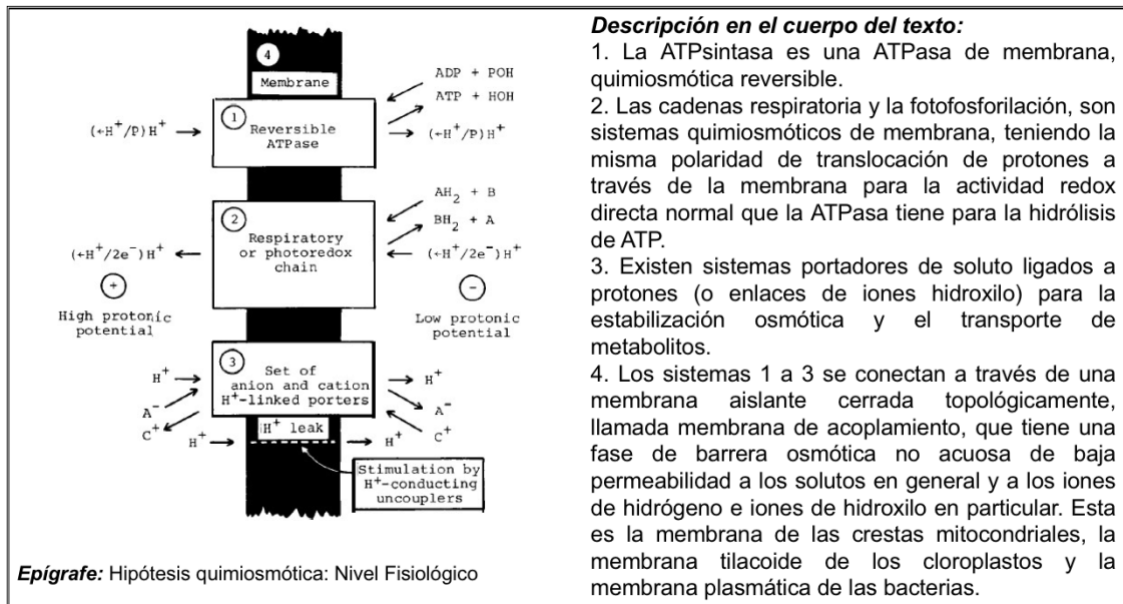 4
Membrane
ADP + POH
ATP + HOH
1
(←H⁺/P)H⁺
Reversible
ATPase
(←H⁺/P)H⁺
AH₂ + B
BH₂ + A
2
Respiratory
or photoredox
chain
(←H⁺/2e⁻)H⁺
(←H⁺/2e⁻)H⁺
+
−
High protonic
potential
Low protonic
potential
3
Set of
anion and cation
H⁺-linked porters
H⁺
H⁺
A⁻
A⁻
C⁺
C⁺
H⁺ leak
H⁺
H⁺
Stimulation by
H⁺-conducting
uncouplers
Epígrafe: Hipótesis quimiosmótica: Nivel Fisiológico
Descripción en el cuerpo del texto:
1. La ATPsintasa es una ATPasa de membrana,
quimiosmótica reversible.
2. Las cadenas respiratoria y la fotofosforilación, son
sistemas quimiosmóticos de membrana, teniendo la
misma polaridad de translocación de protones a
través de la membrana para la actividad redox
directa normal que la ATPasa tiene para la hidrólisis
de ATP.
3. Existen sistemas portadores de soluto ligados a
protones (o enlaces de iones hidroxilo) para la
estabilización osmótica y el transporte de
metabolitos.
4. Los sistemas 1 a 3 se conectan a través de una
membrana aislante cerrada topológicamente,
llamada membrana de acoplamiento, que tiene una
fase de barrera osmótica no acuosa de baja
permeabilidad a los solutos en general y a los iones
de hidrógeno e iones de hidroxilo en particular. Esta
es la membrana de las crestas mitocondriales, la
membrana tilacoide de los cloroplastos y la
membrana plasmática de las bacterias.